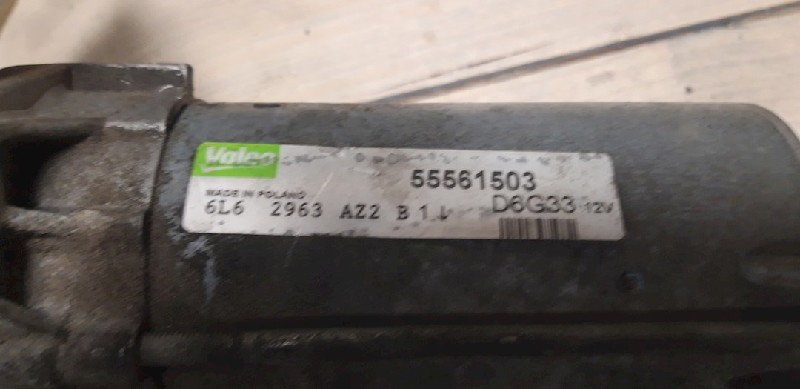 Valeo
55561503
MADE IN POLAND
6L6 2963 AZ2 B 1
D6G33 12V